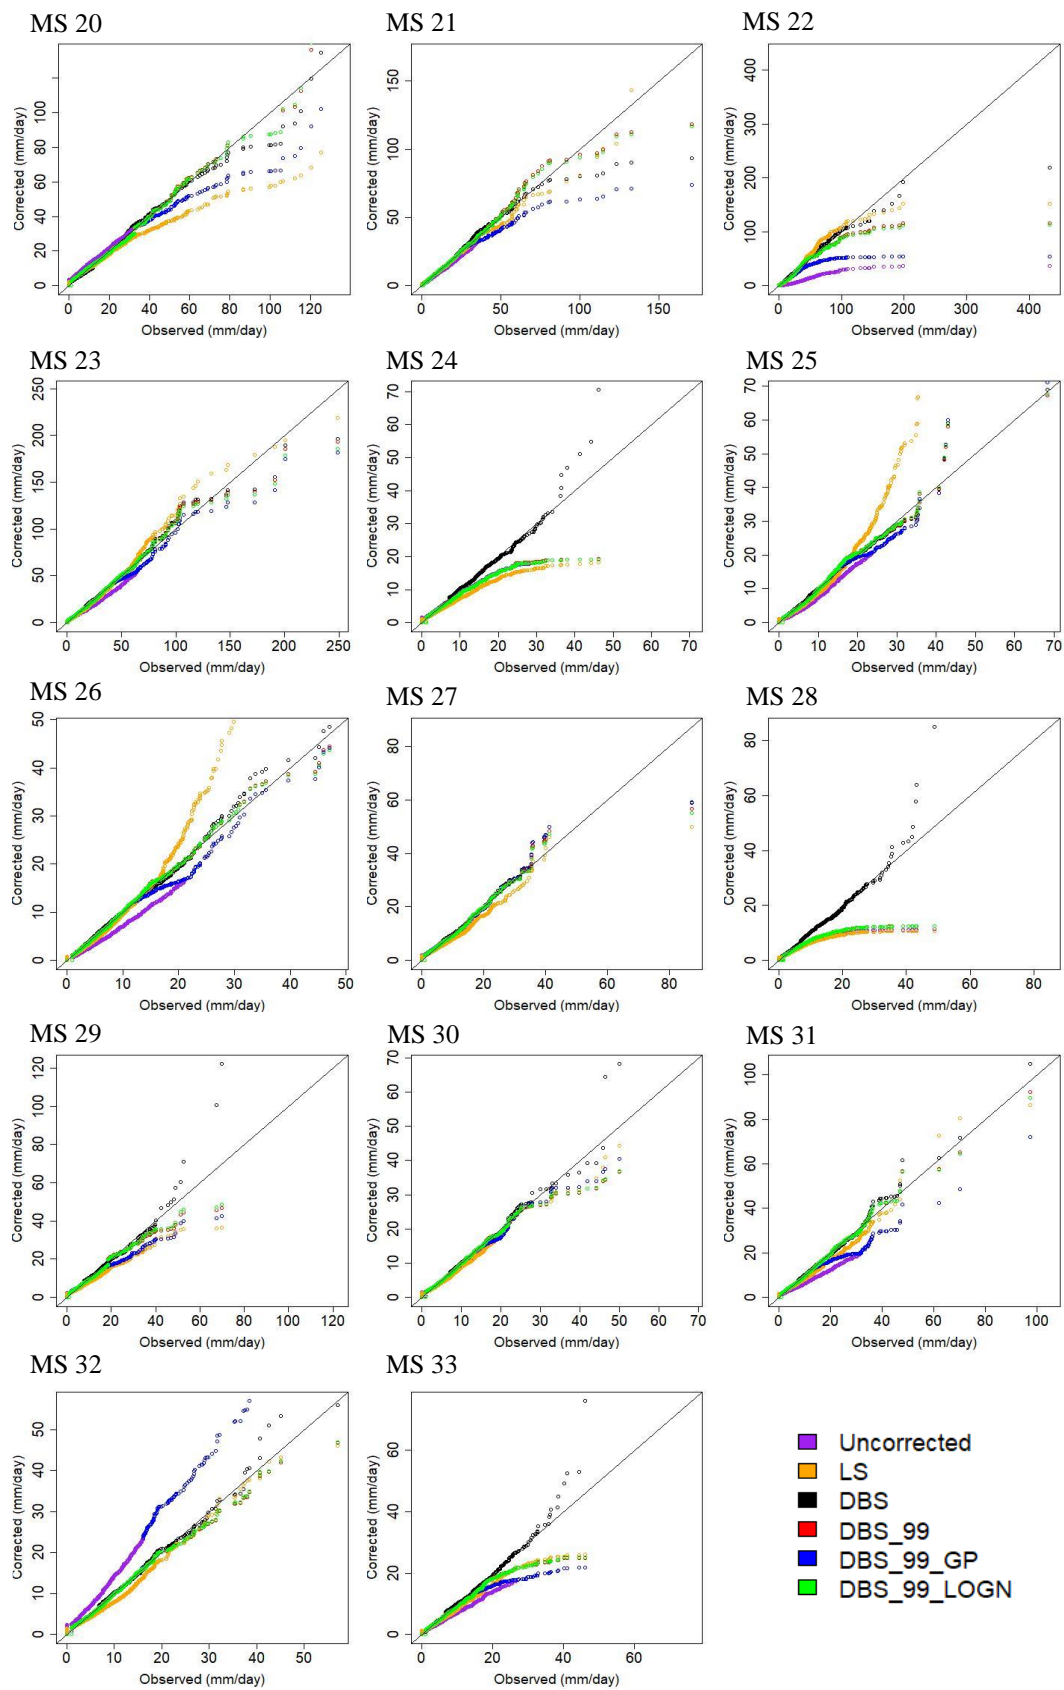 MS 20
MS 21
MS 22
Corrected (mm/day)
0 20 40 60 80 100
0 20 40 60 80 100 120
Observed (mm/day)
Corrected (mm/day)
0 50 100 150
0 50 100 150
Observed (mm/day)
Corrected (mm/day)
0 100 200 300 400
0 100 200 300 400
Observed (mm/day)
MS 23
MS 24
MS 25
Corrected (mm/day)
0 50 100 150 200 250
0 50 100 150 200 250
Observed (mm/day)
Corrected (mm/day)
0 10 20 30 40 50 60 70
0 10 20 30 40 50 60 70
Observed (mm/day)
Corrected (mm/day)
0 10 20 30 40 50 60 70
0 10 20 30 40 50 60 70
Observed (mm/day)
MS 26
MS 27
MS 28
Corrected (mm/day)
0 10 20 30 40 50
0 10 20 30 40 50
Observed (mm/day)
Corrected (mm/day)
0 20 40 60 80
0 20 40 60 80
Observed (mm/day)
Corrected (mm/day)
0 20 40 60 80
0 20 40 60 80
Observed (mm/day)
MS 29
MS 30
MS 31
Corrected (mm/day)
0 20 40 60 80 100 120
0 20 40 60 80 100 120
Observed (mm/day)
Corrected (mm/day)
0 10 20 30 40 50 60 70
0 10 20 30 40 50 60 70
Observed (mm/day)
Corrected (mm/day)
0 20 40 60 80 100
0 20 40 60 80 100
Observed (mm/day)
MS 32
MS 33
Corrected (mm/day)
0 10 20 30 40 50
0 10 20 30 40 50
Observed (mm/day)
Corrected (mm/day)
0 20 40 60
0 20 40 60
Observed (mm/day)
Uncorrected
LS
DBS
DBS_99
DBS_99_GP
DBS_99_LOGN